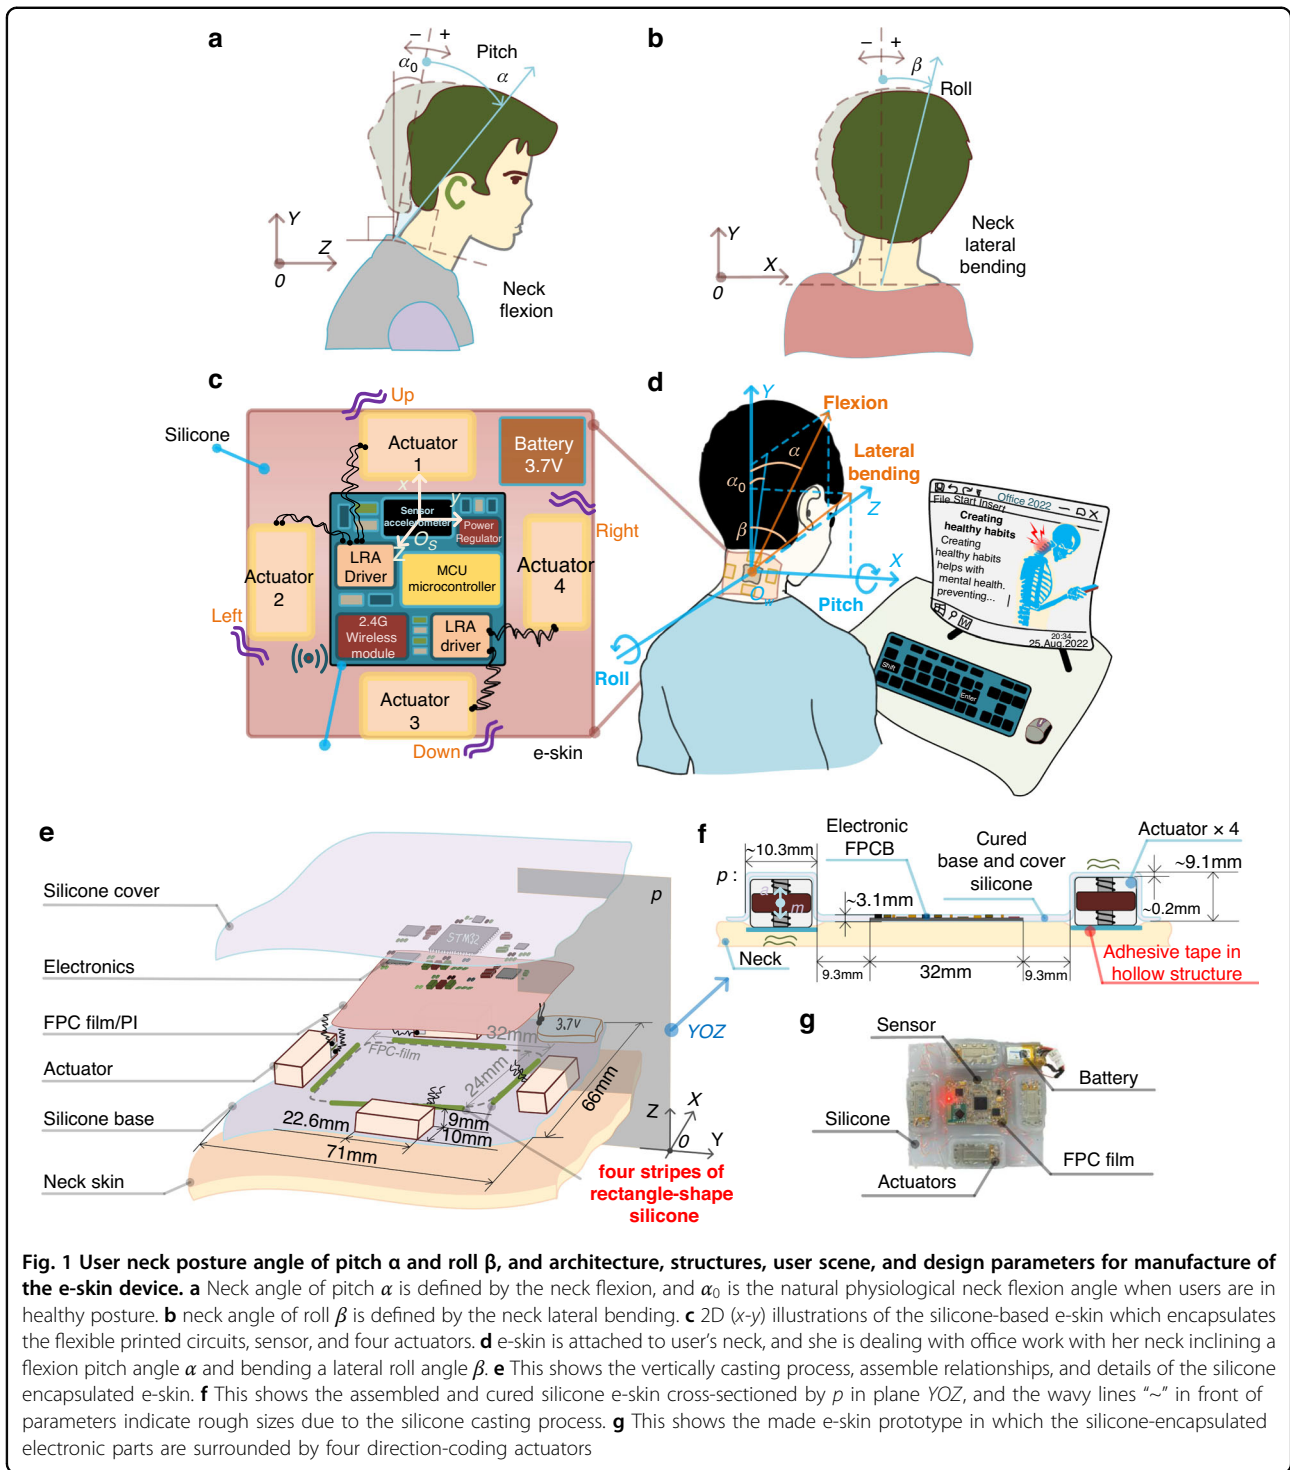 a
− +
α0
Pitch
α
Y
Z
0
Neck
flexion
b
− +
β
Roll
Y
X
0
Neck
lateral
bending
c
Up
Silicone
Actuator
1
Battery
3.7V
x
y
Sensor
accelerometer
Os
Z
Power
Regulator
Right
LRA
Driver
MCU
microcontroller
Actuator
2
Actuator
4
Left
2.4G
Wireless
module
LRA
driver
Actuator
3
Down
e-skin
d
Y
Flexion
α
Lateral
bending
α0
Z
β
X
Ow
Pitch
Roll
Office 2022
File Start Insert
Creating
healthy habits
Creating
healthy habits
helps with
mental health.
preventing...
W
20:34
25.Aug.2022
Shift
Enter
e
p
Silicone cover
STM32
Electronics
FPC film/PI
3.7V
32mm
FPC-film
Actuator
24mm
66mm
YOZ
Silicone base
22.6mm
9mm
10mm
Z
X
0
Y
71mm
Neck skin
four stripes of
rectangle-shape
silicone
f
Electronic
FPCB
Cured
base and cover
silicone
Actuator × 4
~10.3mm
~9.1mm
p :
a
m
~3.1mm
~0.2mm
Neck
9.3mm
32mm
9.3mm
Adhesive tape in
hollow structure
g
Sensor
Battery
Silicone
FPC film
Actuators
Fig. 1 User neck posture angle of pitch α and roll β, and architecture, structures, user scene, and design parameters for manufacture of
the e-skin device. a Neck angle of pitch α is defined by the neck flexion, and α0 is the natural physiological neck flexion angle when users are in
healthy posture. b neck angle of roll β is defined by the neck lateral bending. c 2D (x-y) illustrations of the silicone-based e-skin which encapsulates
the flexible printed circuits, sensor, and four actuators. d e-skin is attached to user's neck, and she is dealing with office work with her neck inclining a
flexion pitch angle α and bending a lateral roll angle β. e This shows the vertically casting process, assemble relationships, and details of the silicone
encapsulated e-skin. f This shows the assembled and cured silicone e-skin cross-sectioned by p in plane YOZ, and the wavy lines "~" in front of
parameters indicate rough sizes due to the silicone casting process. g This shows the made e-skin prototype in which the silicone-encapsulated
electronic parts are surrounded by four direction-coding actuators